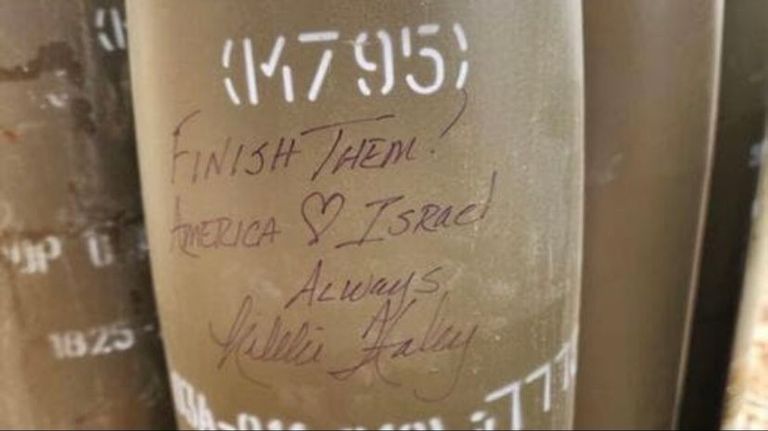 (M795)
FINISH THEM!
AMERICA ♡ ISRAEL
ALWAYS
Nikki Haley
1825